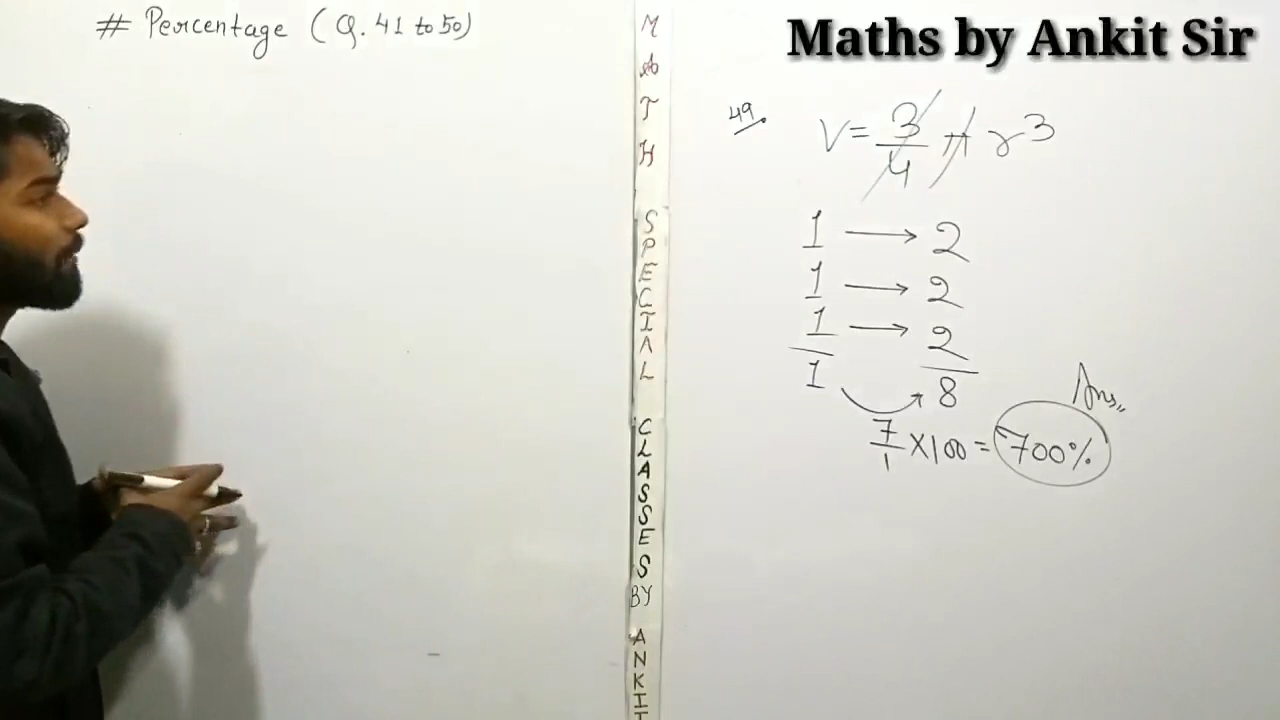 # Percentage (Q. 41 to 50)
MATH SPECIAL CLASSES BY ANKIT
Maths by Ankit Sir
49.
V = 3/4 π r3
1 → 2
1 → 2
1 → 2
1 → 8
7/1 × 100 = 700%
Ans,,